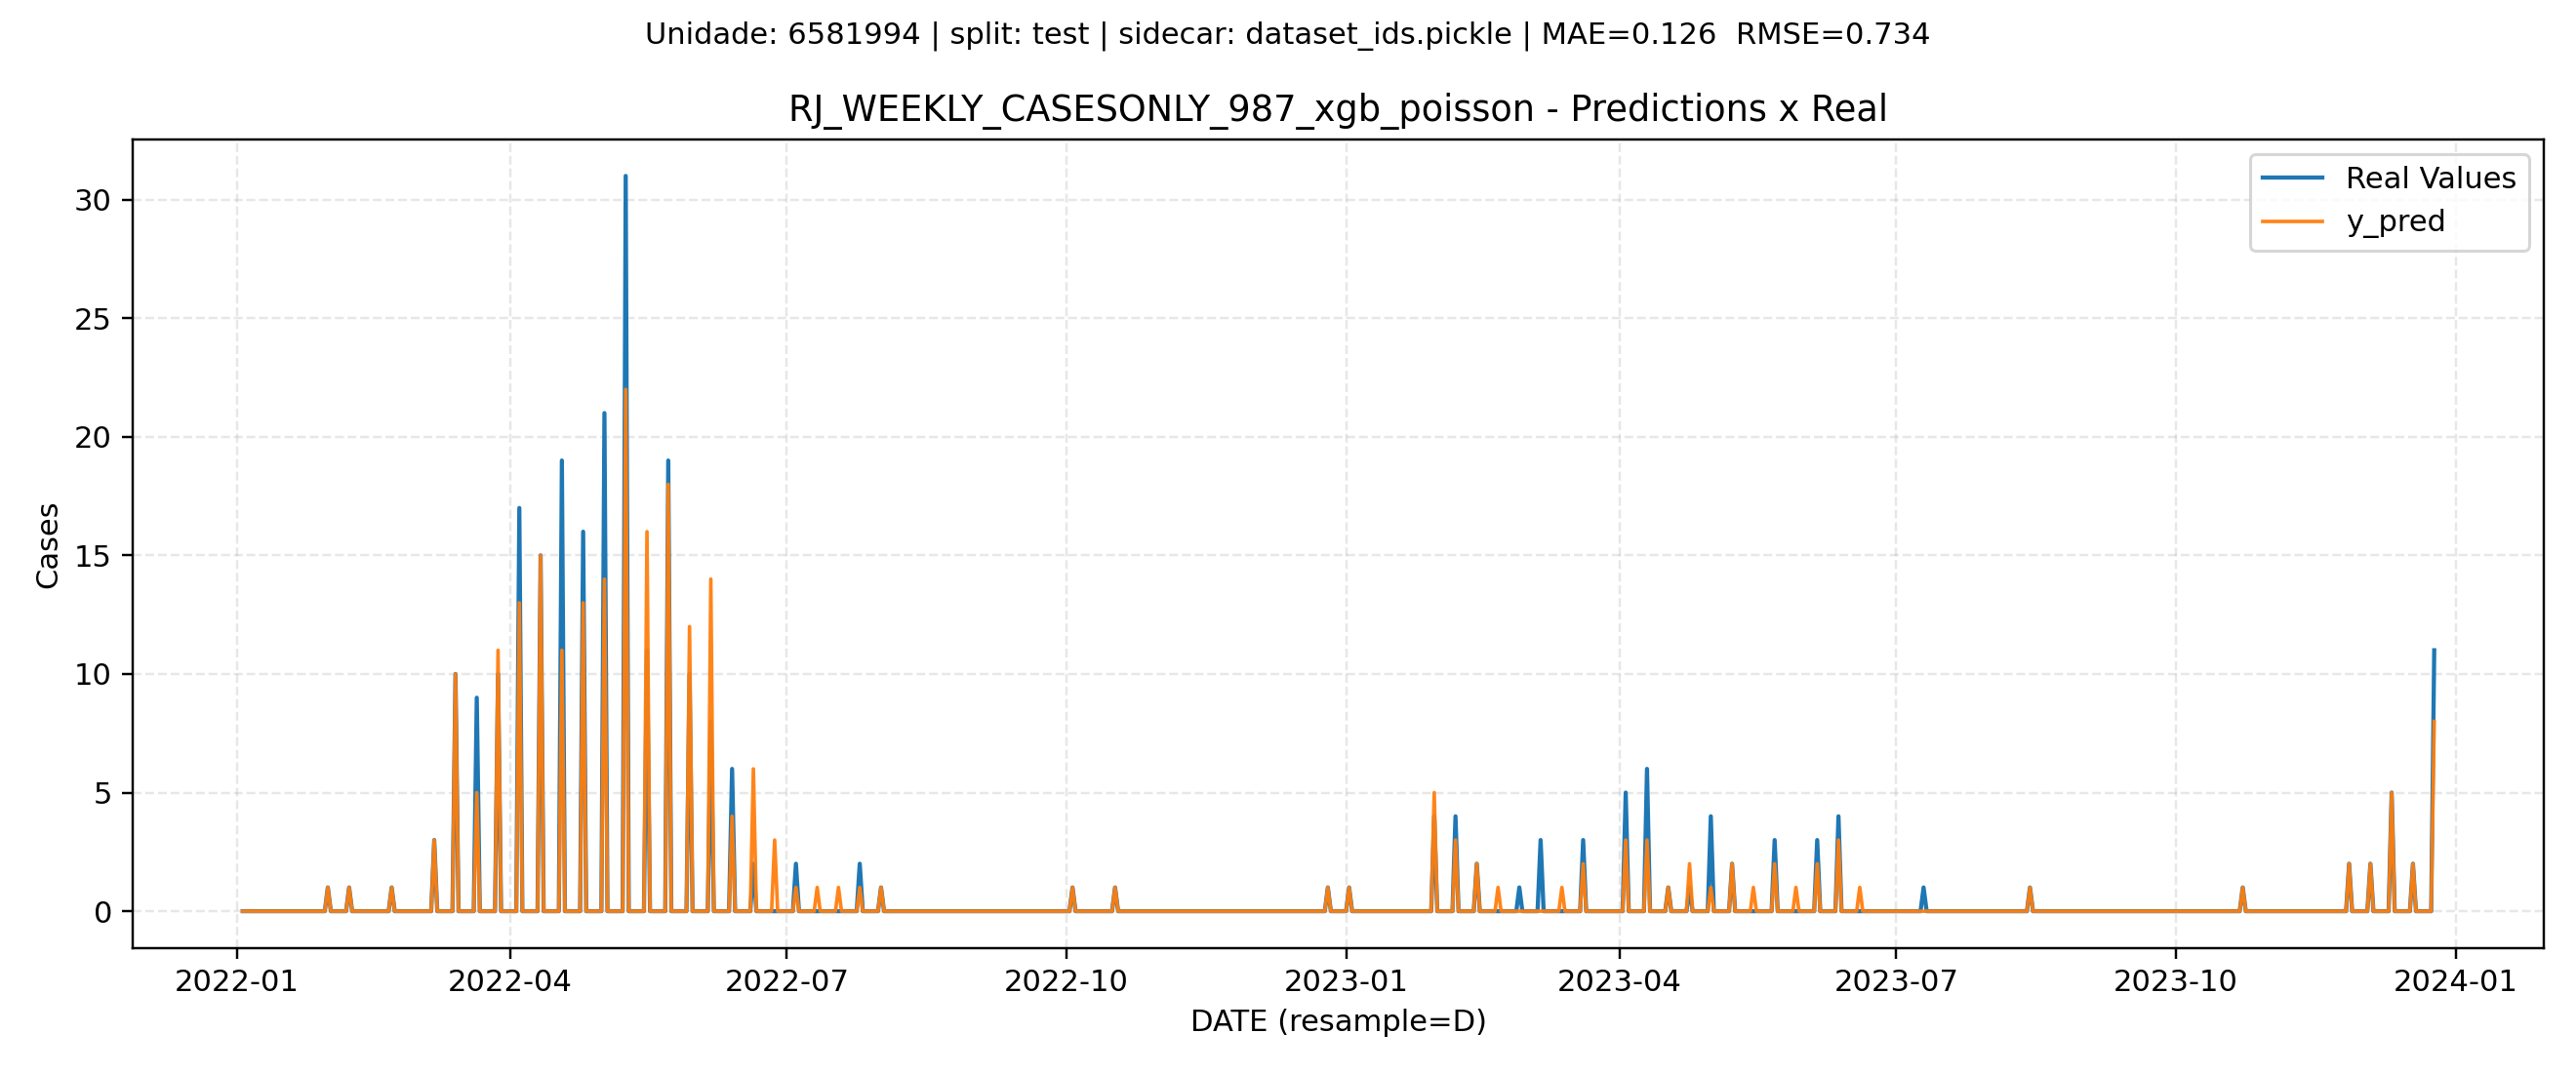 Unidade: 6581994 | split: test | sidecar: dataset_ids.pickle | MAE=0.126  RMSE=0.734
RJ_WEEKLY_CASESONLY_987_xgb_poisson - Predictions x Real
Real Values
y_pred
Cases
30
25
20
15
10
5
0
2022-01
2022-04
2022-07
2022-10
2023-01
2023-04
2023-07
2023-10
2024-01
DATE (resample=D)